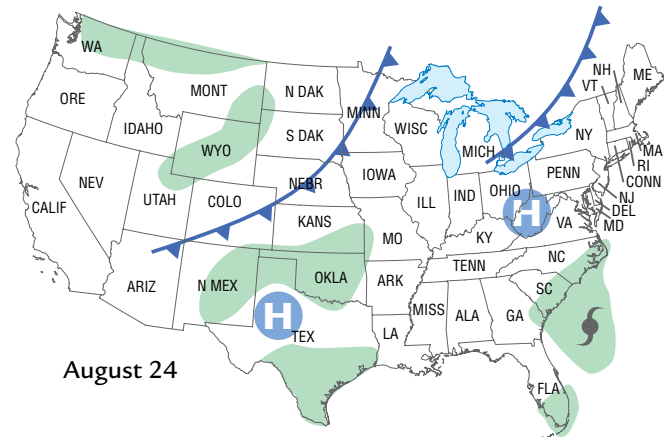 WA
MONT
N DAK
MINN
ORE
IDAHO
WYO
S DAK
WISC
MICH
NH
VT
ME
NY
MA
RI
CONN
NEV
UTAH
COLO
NEBR
IOWA
ILL
IND
OHIO
PENN
NJ
DEL
MD
CALIF
KANS
MO
KY
H
VA
ARIZ
N MEX
OKLA
ARK
TENN
NC
SC
H
TEX
LA
MISS
ALA
GA
FLA
August 24